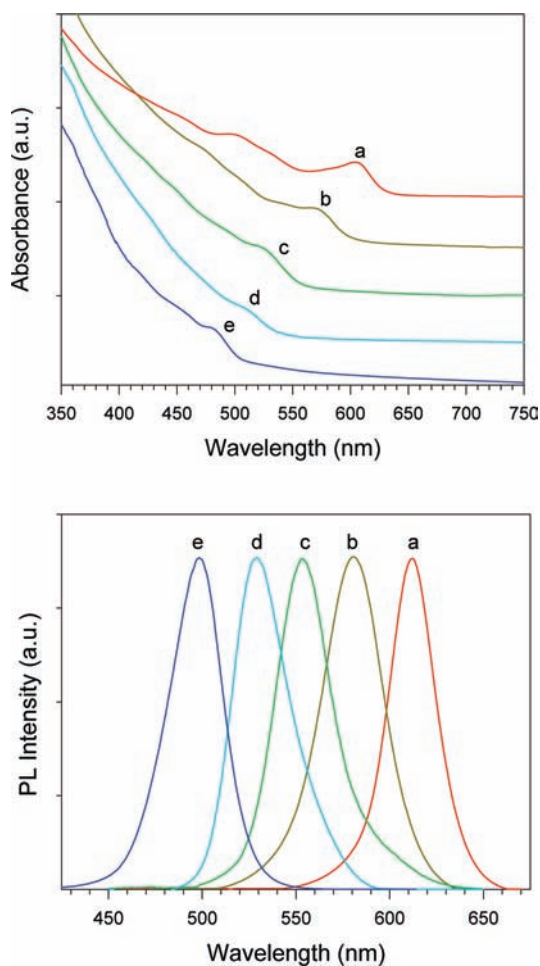 Absorbance (a.u.)
a
b
c
d
e
350 400 450 500 550 600 650 700 750
Wavelength (nm)
PL Intensity (a.u.)
e d c b a
450 500 550 600 650
Wavelength (nm)